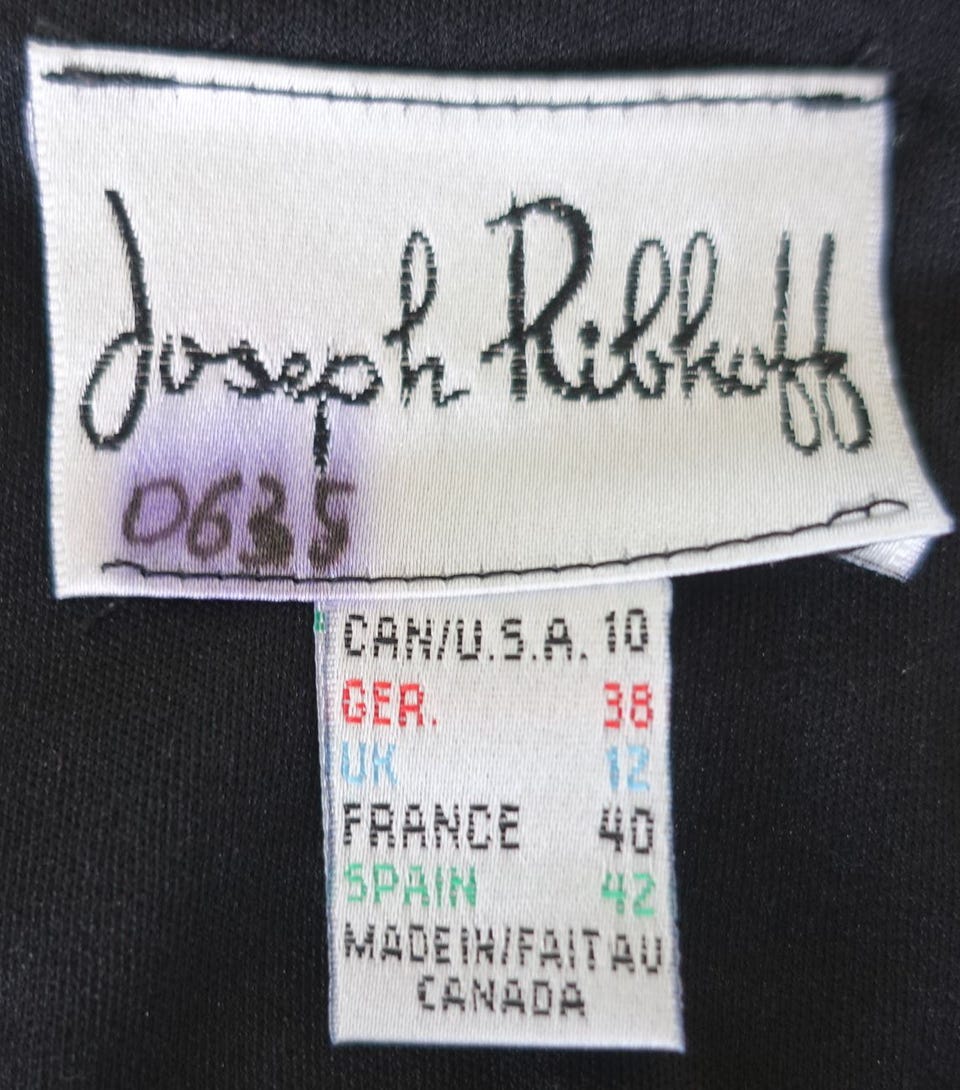 Joseph Ribkoff
0635
CAN/U.S.A. 10
GER. 38
UK 12
FRANCE 40
SPAIN 42
MADE IN/FAIT AU
CANADA